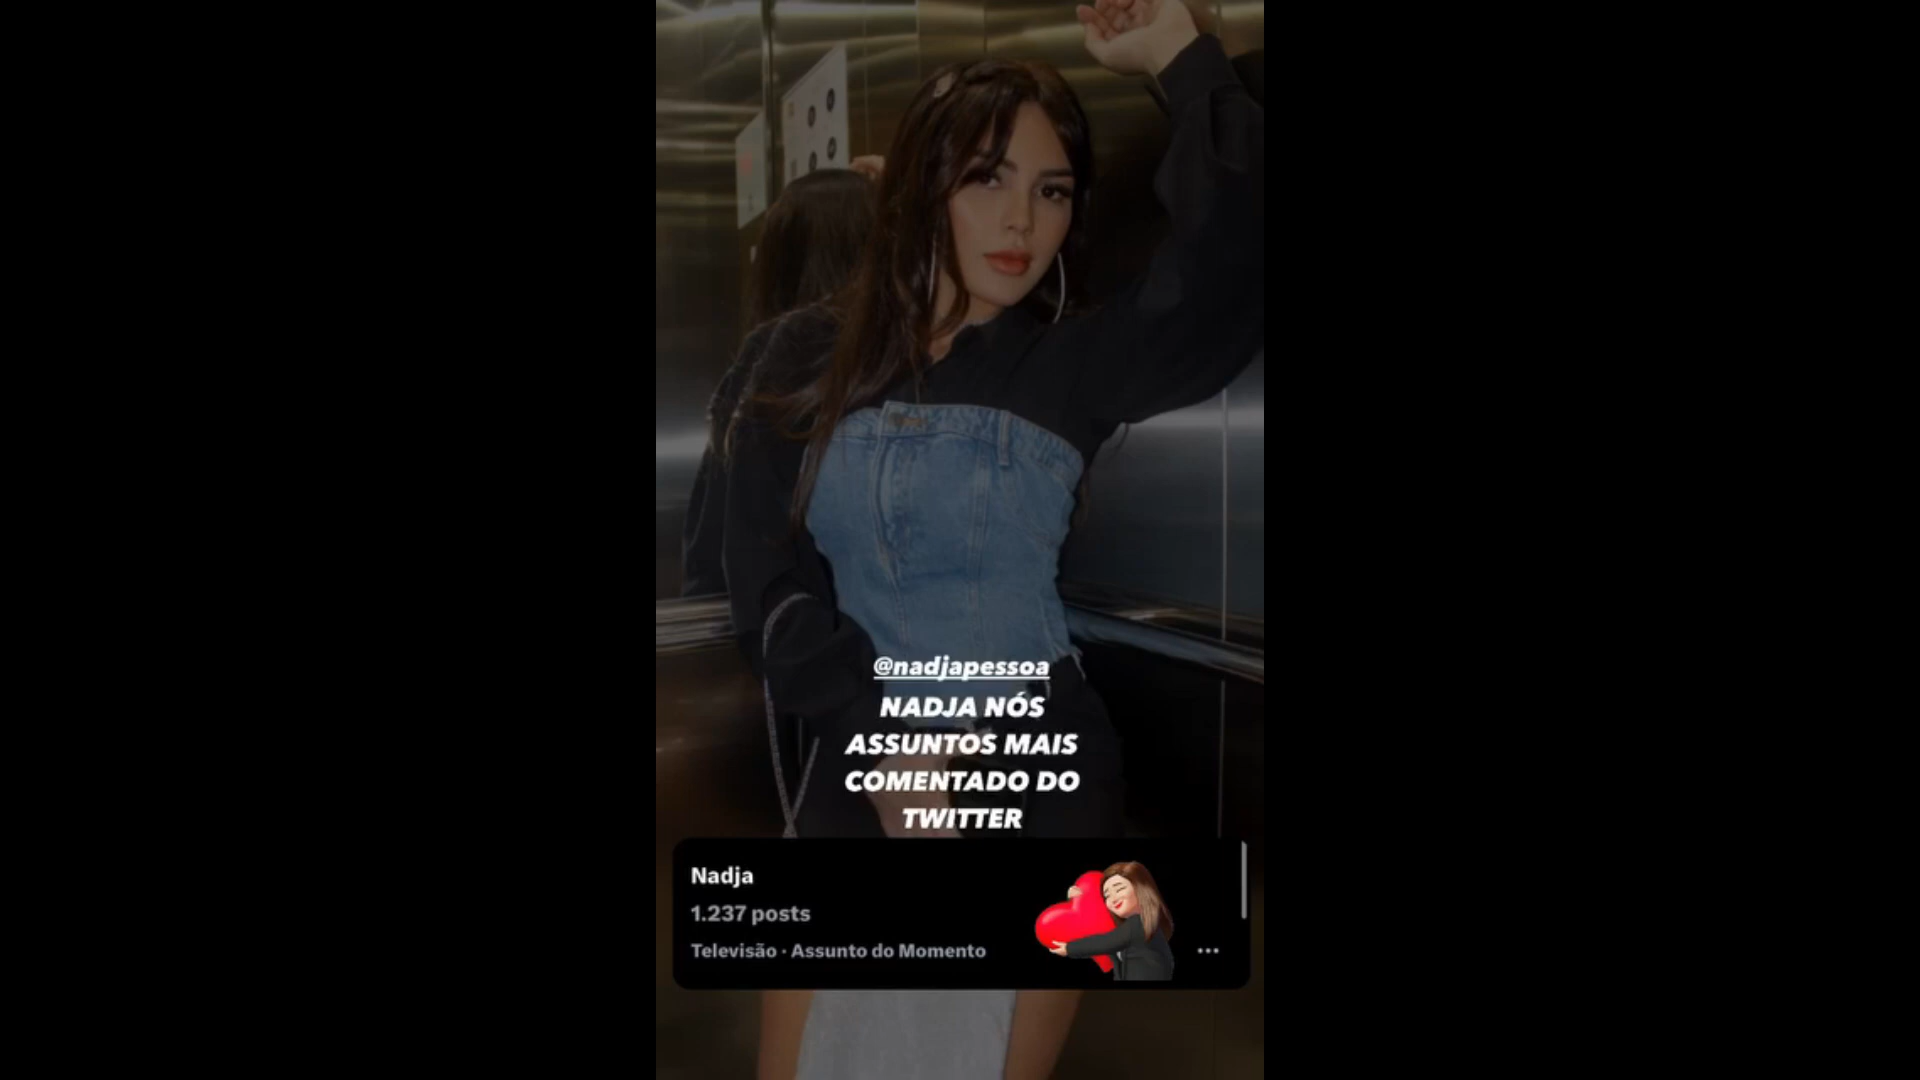 @nadjapessoa
NADJA NÓS
ASSUNTOS MAIS
COMENTADO DO
TWITTER
Nadja
1.237 posts
Televisão · Assunto do Momento